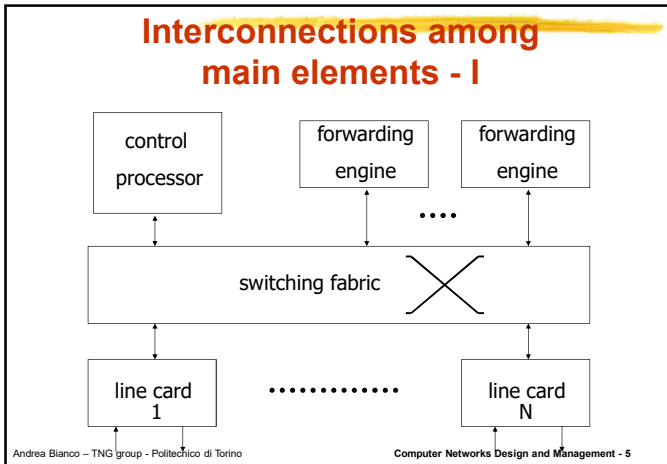 Interconnections among
main elements - I
control
processor
forwarding
engine
forwarding
engine
switching fabric
line card
1
line card
N
Andrea Bianco – TNG group - Politecnico di Torino
Computer Networks Design and Management - 5